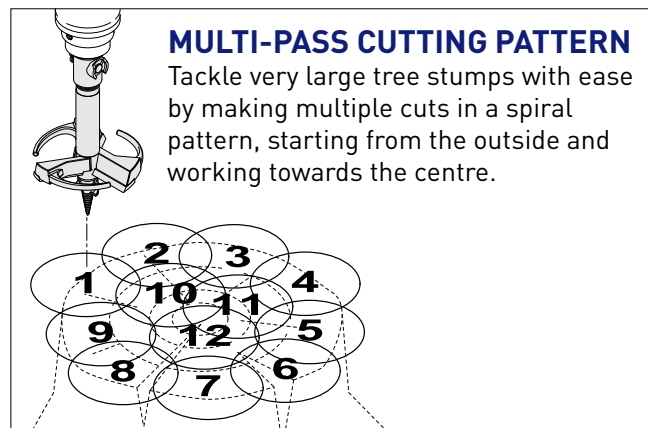 MULTI-PASS CUTTING PATTERN
Tackle very large tree stumps with ease
by making multiple cuts in a spiral
pattern, starting from the outside and
working towards the centre.
2 3
1 10 11 4
9 12 5
8 7 6